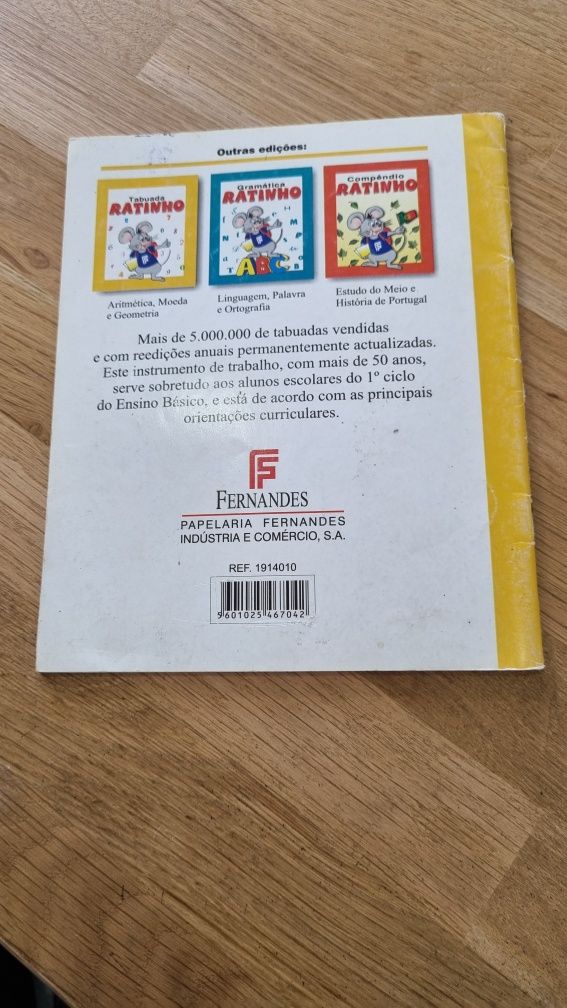 Outras edições:
Tabuada
RATINHO
Aritmética, Moeda
e Geometria
Gramática
RATINHO
ABC
Linguagem, Palavra
e Ortografia
Compêndio
RATINHO
Estudo do Meio e
História de Portugal
Mais de 5.000.000 de tabuadas vendidas
e com reedições anuais permanentemente actualizadas.
Este instrumento de trabalho, com mais de 50 anos,
serve sobretudo aos alunos escolares do 1º ciclo
do Ensino Básico, e está de acordo com as principais
orientações curriculares.
FERNANDES
PAPELARIA FERNANDES
INDÚSTRIA E COMÉRCIO, S.A.
REF. 1914010
5 601025 467042